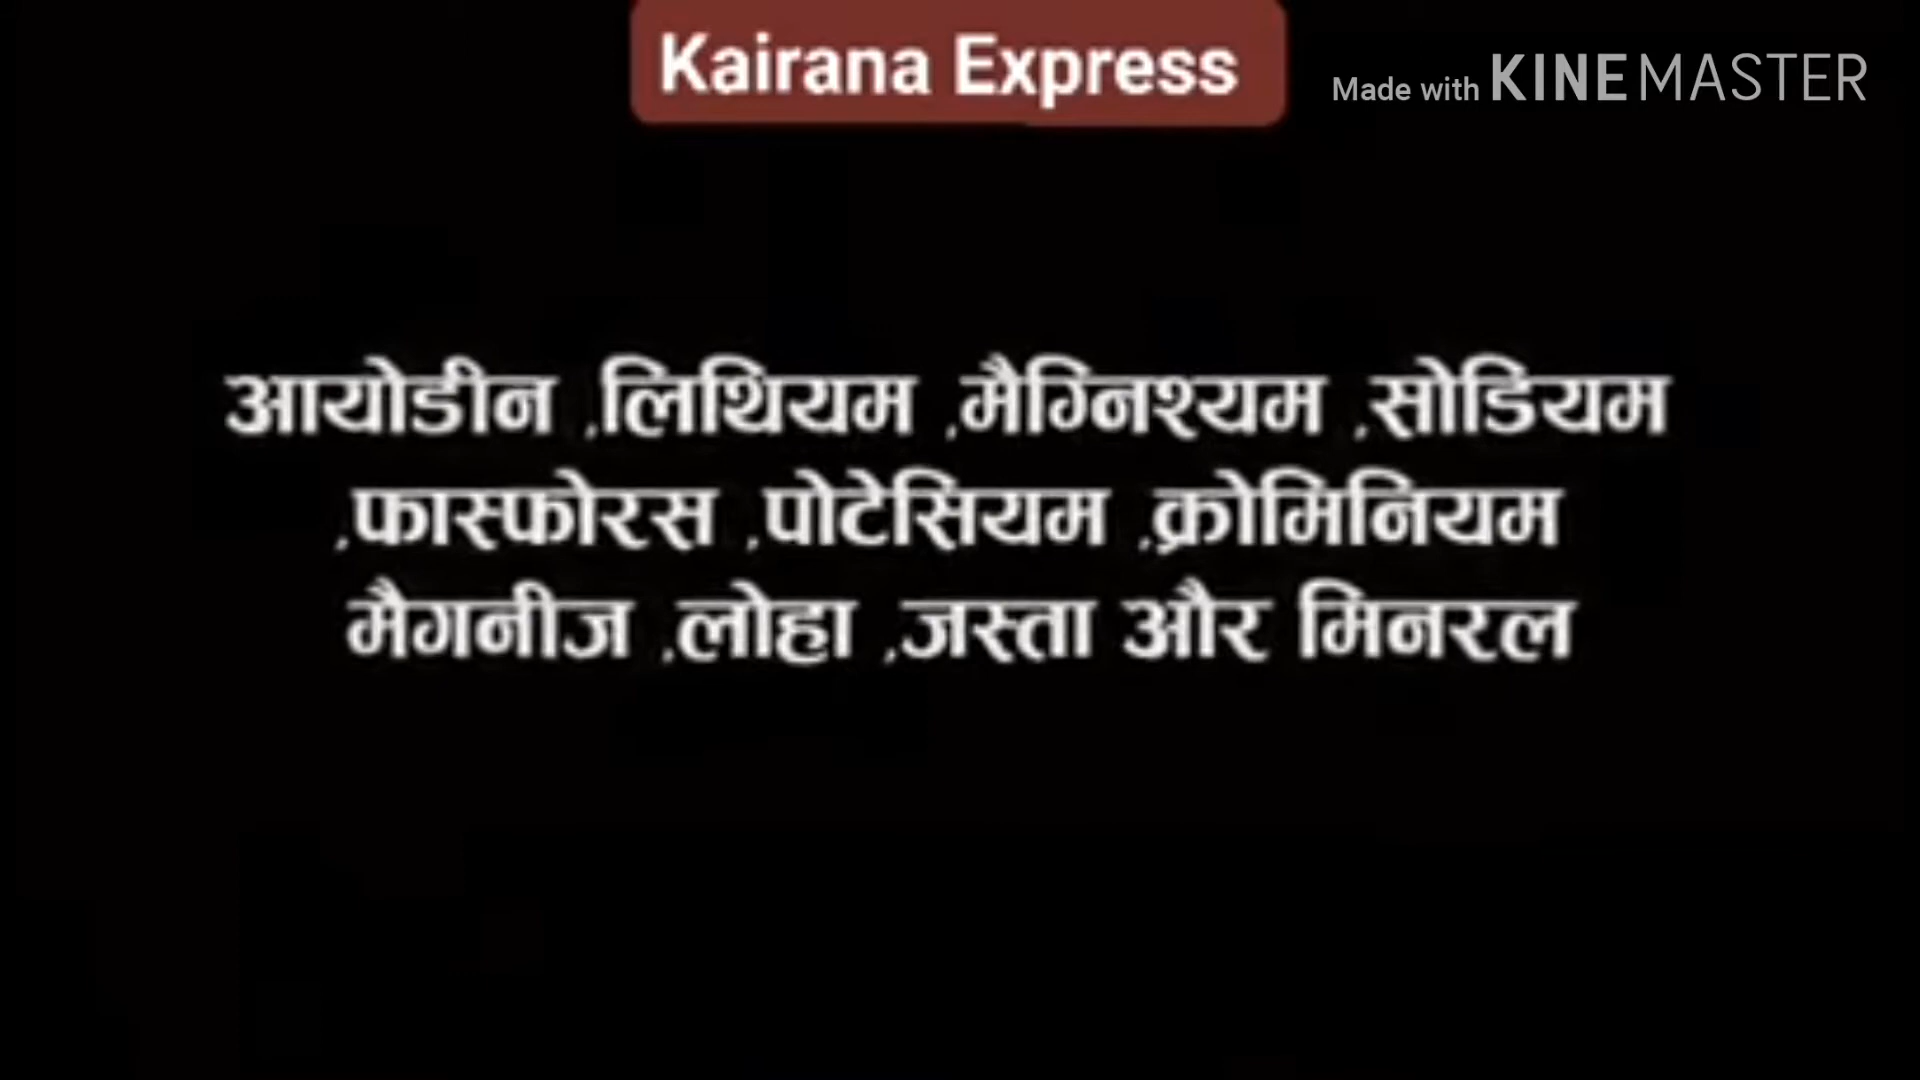 Kairana Express
Made with KINEMASTER
आयोडीन ,लिथियम ,मैग्निश्यम ,सोडियम
,फास्फोरस ,पोटेसियम ,क्रोमिनियम
मैगनीज ,लोहा ,जस्ता और मिनरल